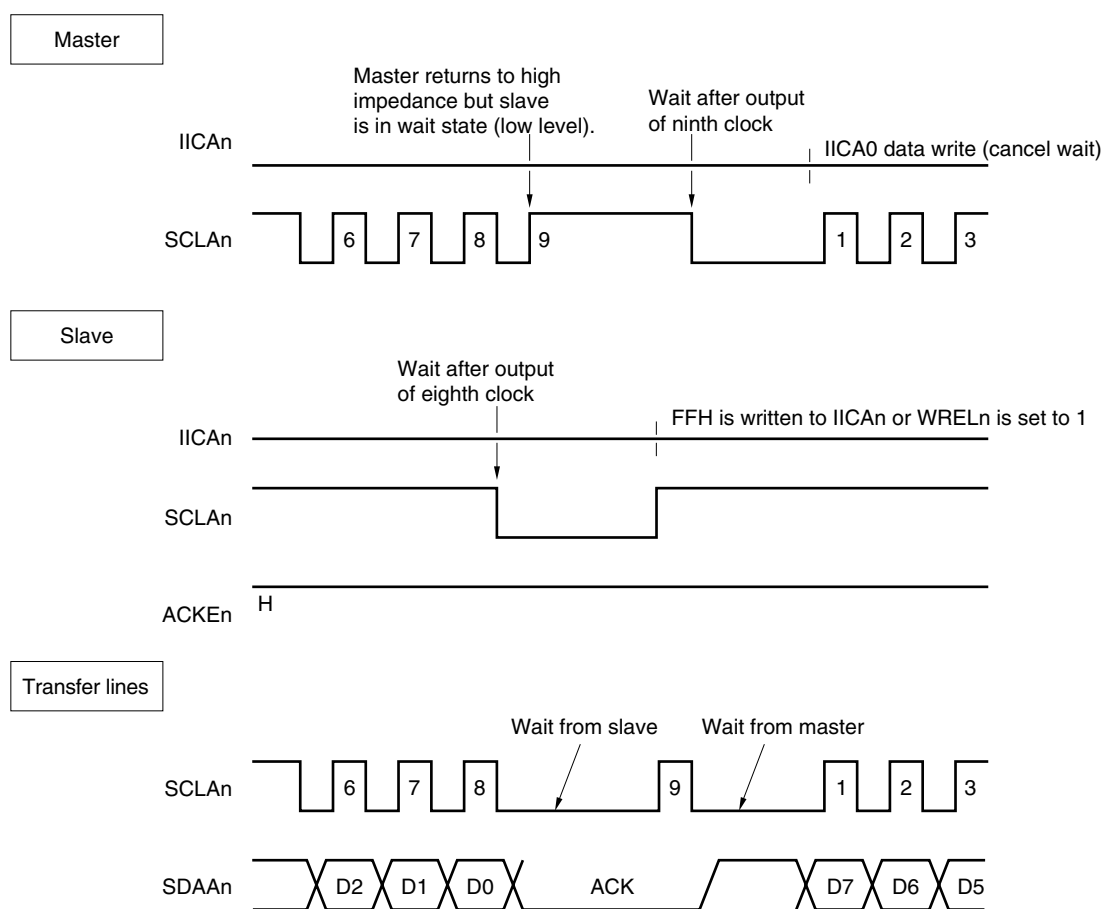 Master
Master returns to high
impedance but slave
is in wait state (low level).
Wait after output
of ninth clock
IICAn
IICA0 data write (cancel wait)
SCLAn
6 7 8 9 1 2 3
Slave
Wait after output
of eighth clock
FFH is written to IICAn or WRELn is set to 1
IICAn
SCLAn
H
ACKEn
Transfer lines
Wait from slave Wait from master
SCLAn
6 7 8 9 1 2 3
SDAAn D2 D1 D0 ACK D7 D6 D5